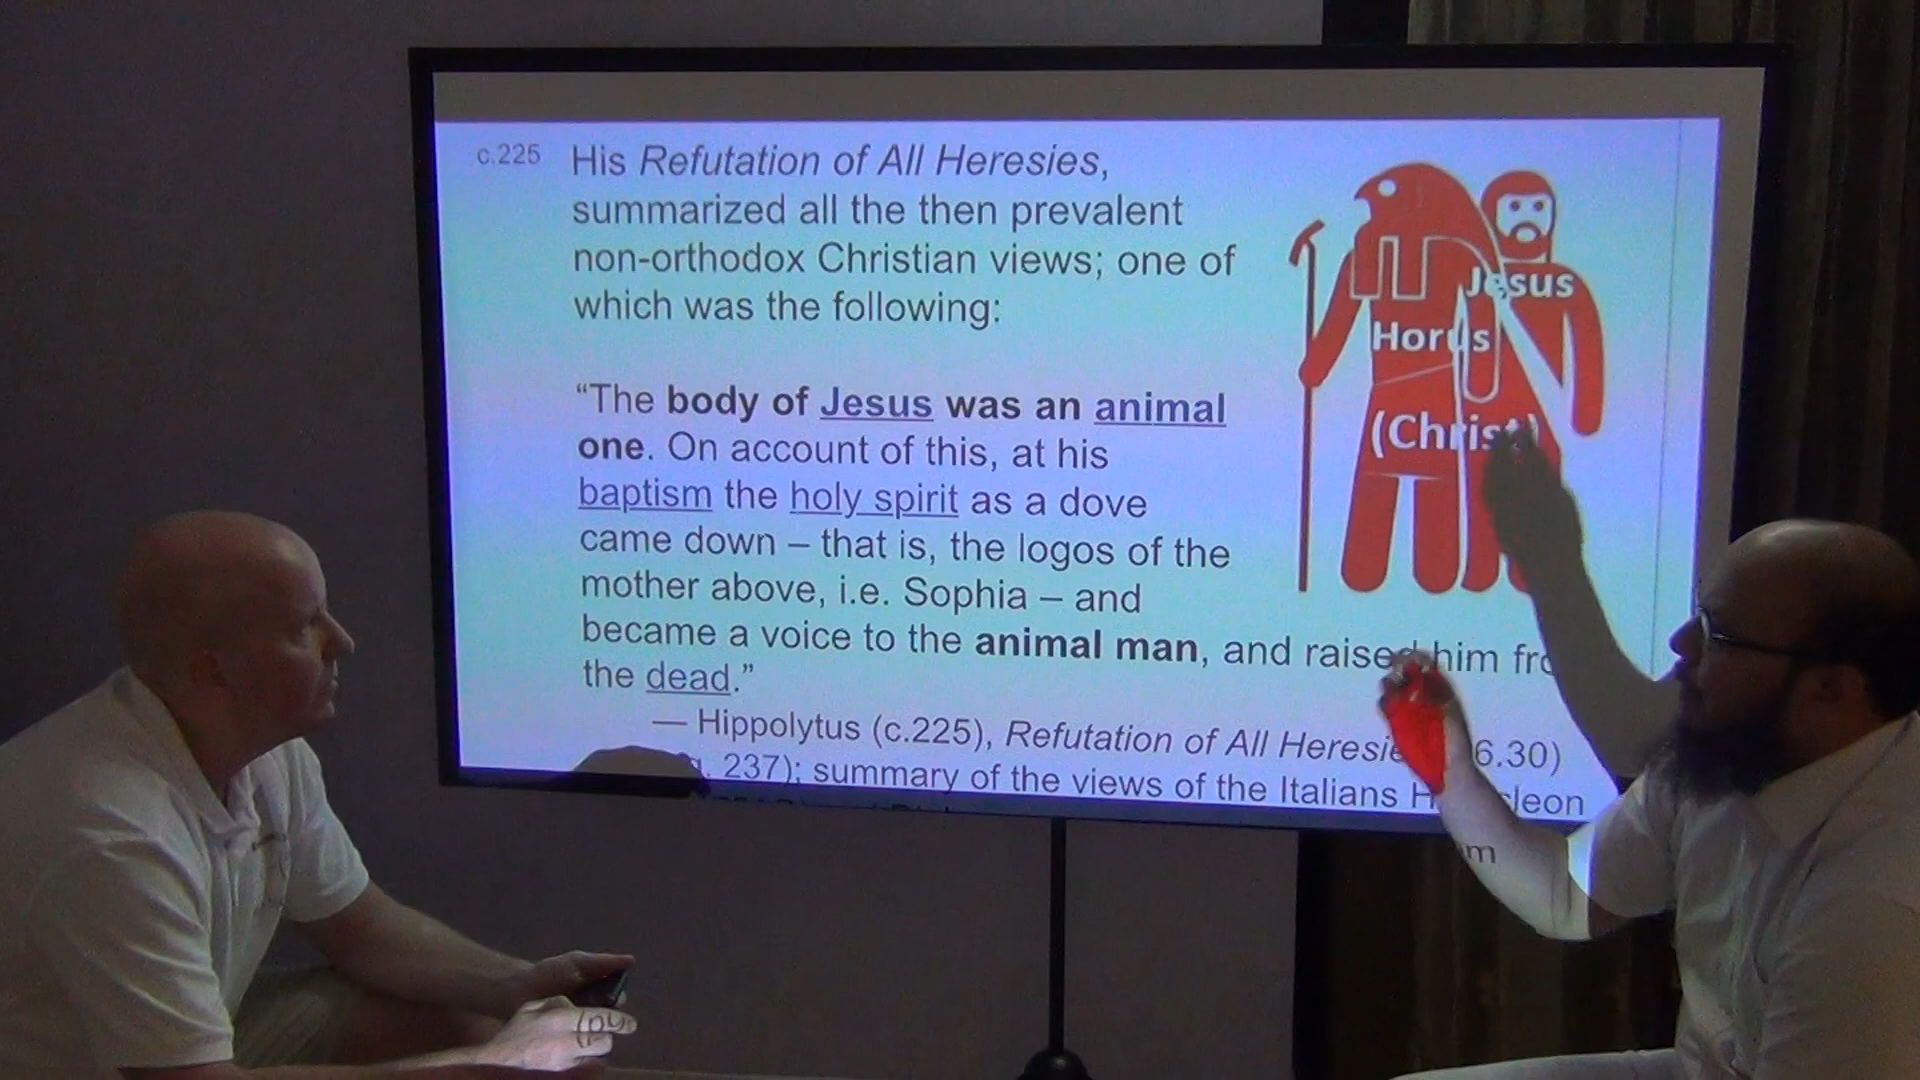 c.225 His Refutation of All Heresies,
summarized all the then prevalent
non-orthodox Christian views; one of
which was the following:
“The body of Jesus was an animal
one. On account of this, at his
baptism the holy spirit as a dove
came down – that is, the logos of the
mother above, i.e. Sophia – and
became a voice to the animal man, and raised him
the dead.”
— Hippolytus (c.225), Refutation of All Heresie 6.30)
237); summary of the views of the Italians
Jesus
Horus
(Christ)